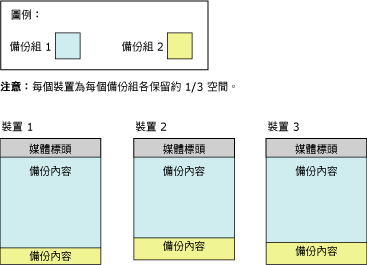 圖例：
備份組 1 備份組 2
注意：每個裝置為每個備份組各保留約 1/3 空間。
裝置 1 裝置 2 裝置 3
媒體標頭 媒體標頭 媒體標頭
備份內容 備份內容 備份內容
備份內容 備份內容 備份內容